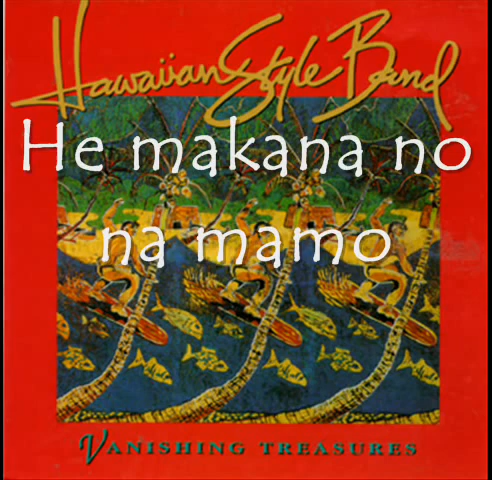 Hawaiian Style Band
He makana no
na mamo
VANISHING TREASURES